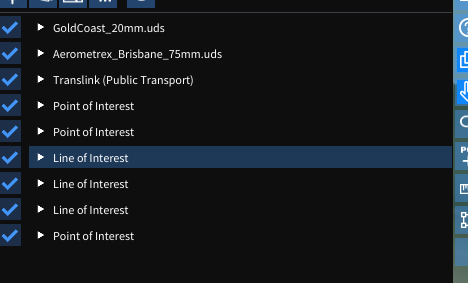 GoldCoast_20mm.uds
Aerometrex_Brisbane_75mm.uds
Translink (Public Transport)
Point of Interest
Point of Interest
Line of Interest
Line of Interest
Line of Interest
Point of Interest